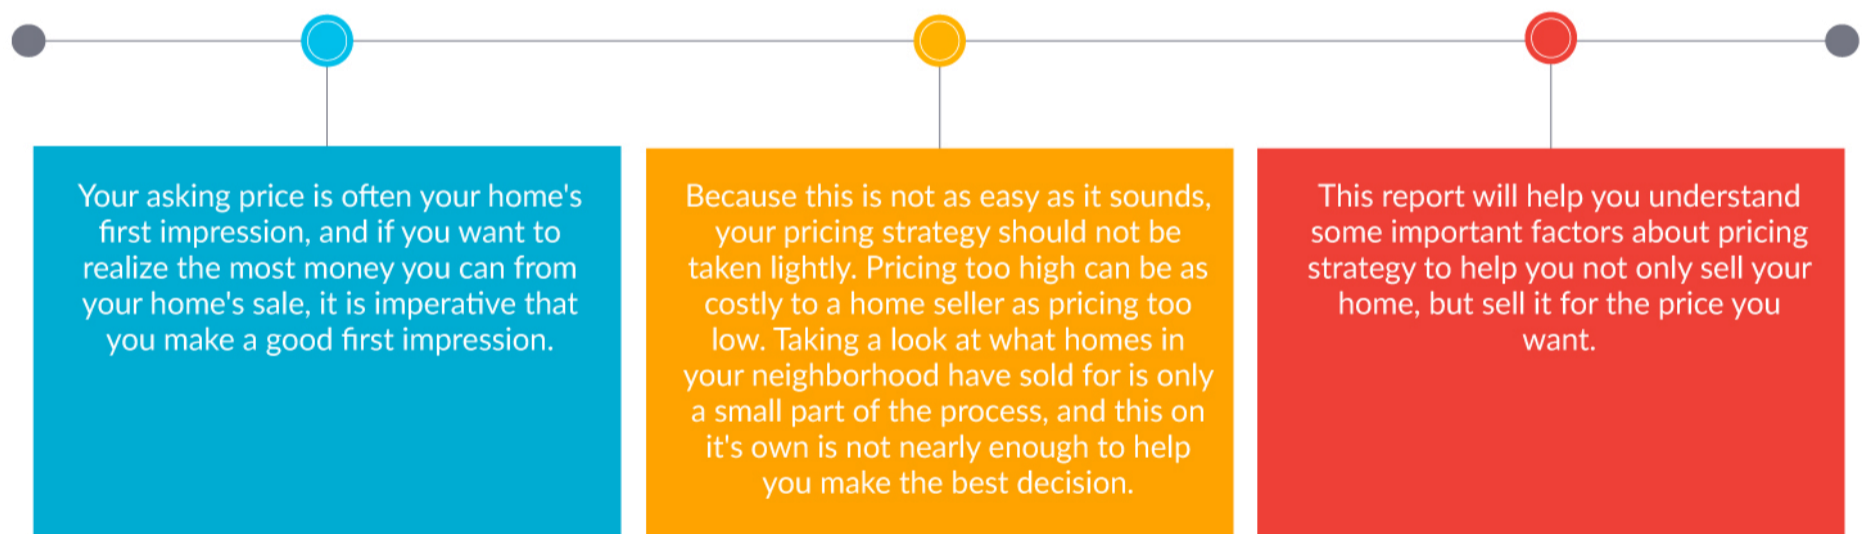 Your asking price is often your home's
first impression, and if you want to
realize the most money you can from
your home's sale, it is imperative that
you make a good first impression.
Because this is not as easy as it sounds,
your pricing strategy should not be
taken lightly. Pricing too high can be as
costly to a home seller as pricing too
low. Taking a look at what homes in
your neighborhood have sold for is only
a small part of the process, and this on
it's own is not nearly enough to help
you make the best decision.
This report will help you understand
some important factors about pricing
strategy to help you not only sell your
home, but sell it for the price you
want.